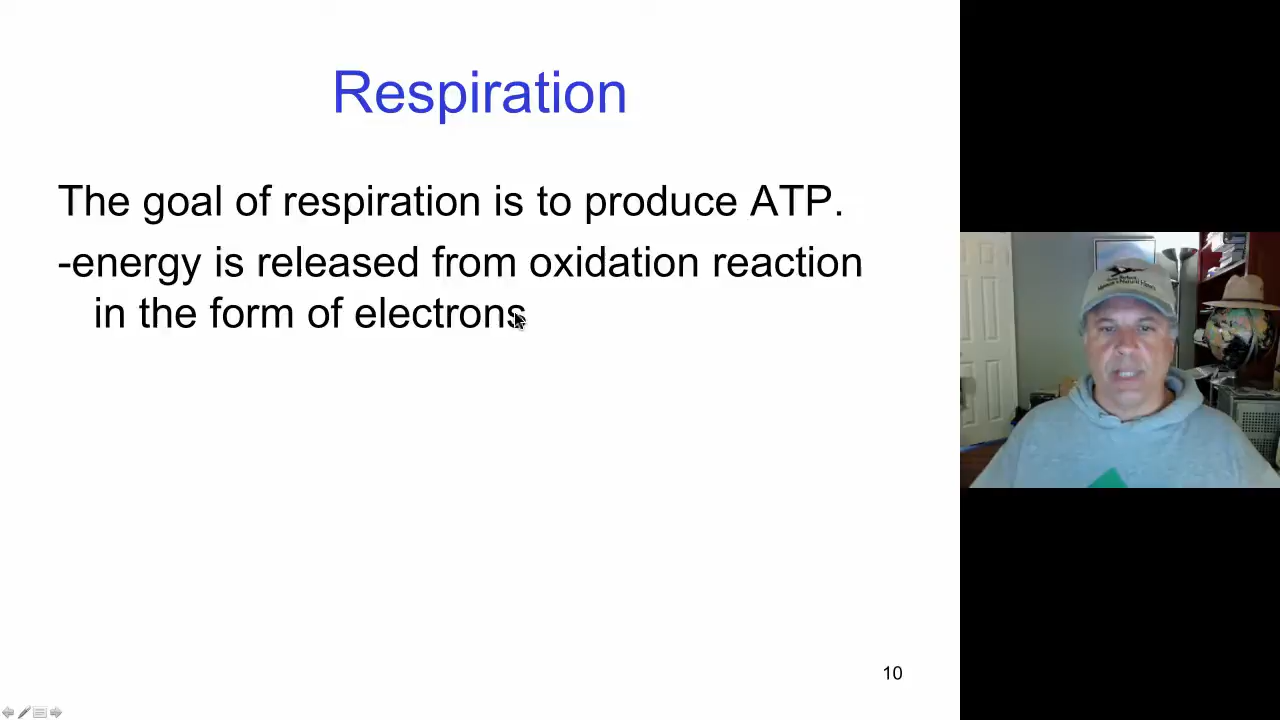 Respiration
The goal of respiration is to produce ATP.
-energy is released from oxidation reaction
in the form of electrons
10